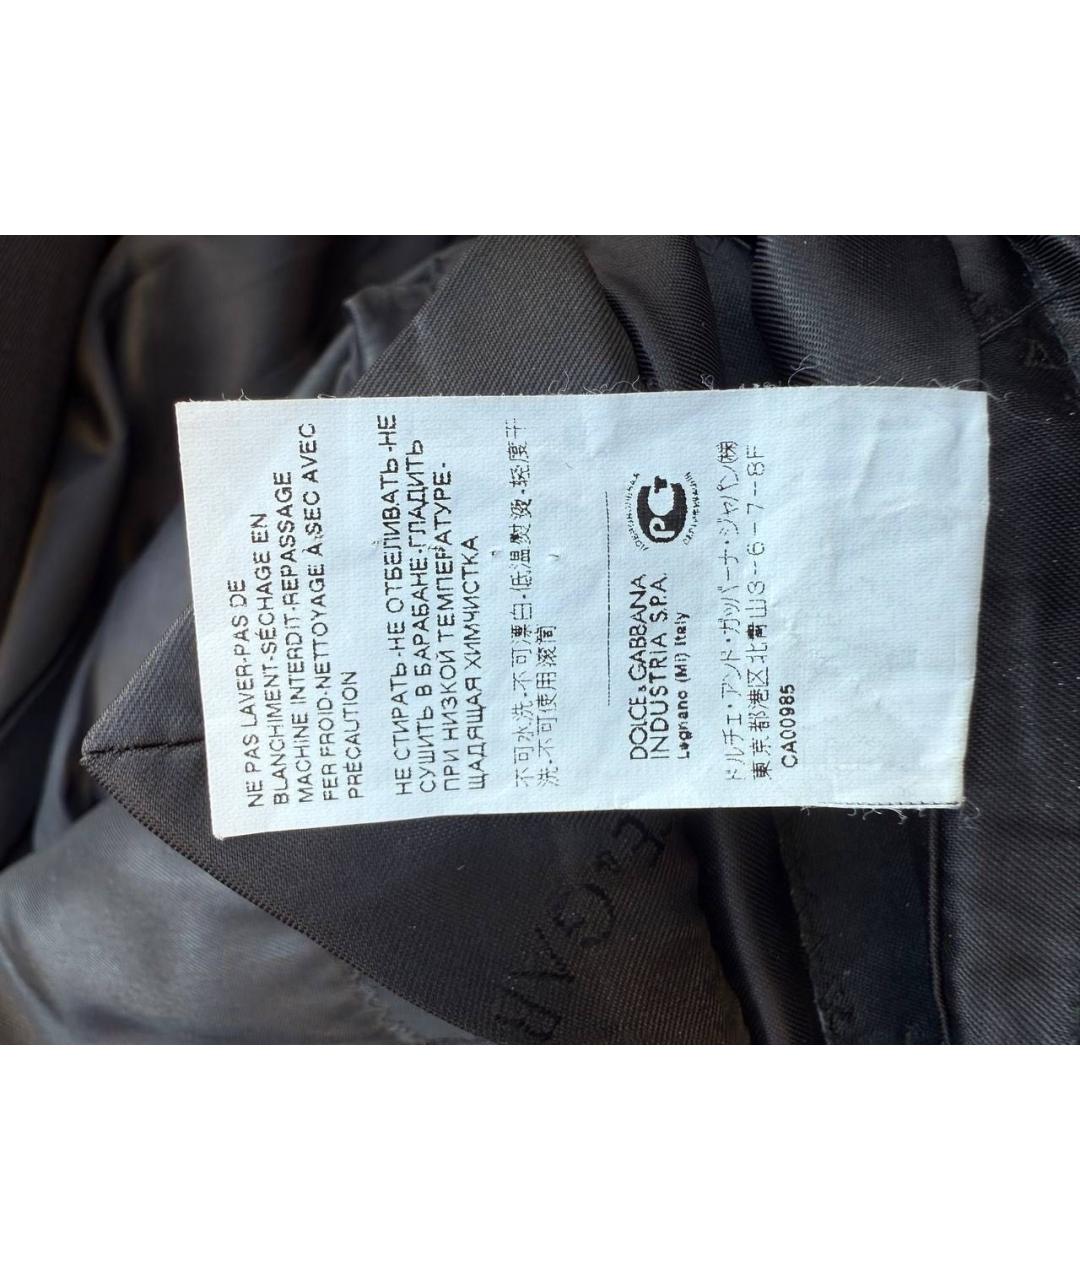 NE PAS LAVER-PAS DE
BLANCHIMENT-SÉCHAGE EN
MACHINE INTERDIT-REPASSAGE
FER FROID-NETTOYAGE À SEC AVEC
PRÉCAUTION
НЕ СТИРАТЬ-НЕ ОТБЕЛИВАТЬ-НЕ
СУШИТЬ В БАРАБАНЕ-ГЛАДИТЬ
ПРИ НИЗКОЙ ТЕМПЕРАТУРЕ-
ЩАДЯЩАЯ ХИМЧИСТКА
不可水洗-不可漂白-低温熨烫-轻度干
洗-不可使用滚筒
DOLCE & GABBANA
INDUSTRIA S.P.A.
Legnano (MI) Italy
РСТ
ドルチェ・アンド・ガッバーナ・ジャパン(株)
東京都港区北青山3-6-7-8F
CA00985